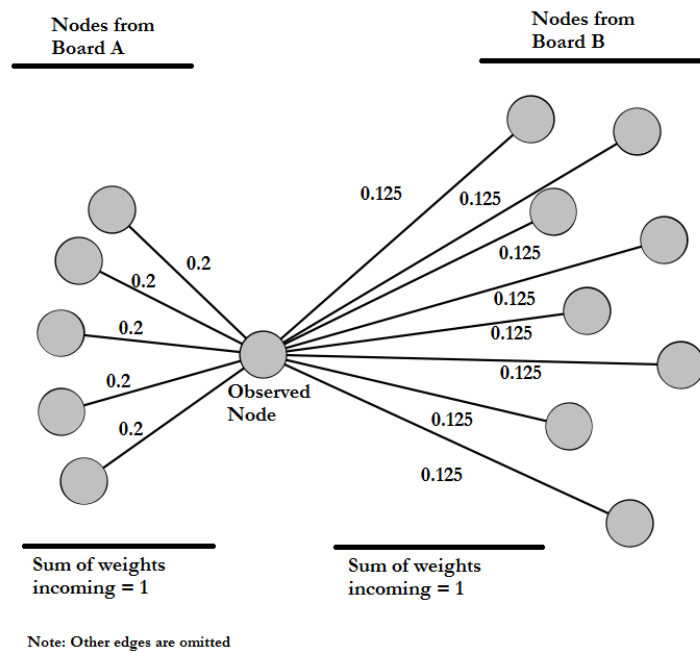 Nodes from
Board A
Nodes from
Board B
0.125
0.125
0.2
0.125
0.2
0.125
0.2
0.125
0.125
0.2
Observed
Node
0.2
0.125
0.125
Sum of weights
incoming = 1
Sum of weights
incoming = 1
Note: Other edges are omitted